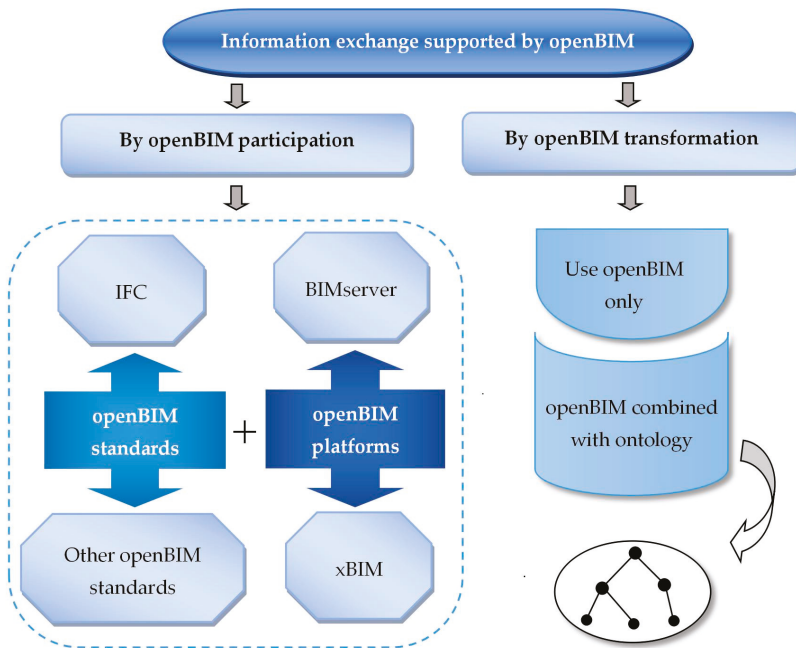 Information exchange supported by openBIM
By openBIM participation
By openBIM transformation
IFC
BIMserver
openBIM
standards
+
openBIM
platforms
Other openBIM
standards
xBIM
Use openBIM
only
openBIM combined
with ontology